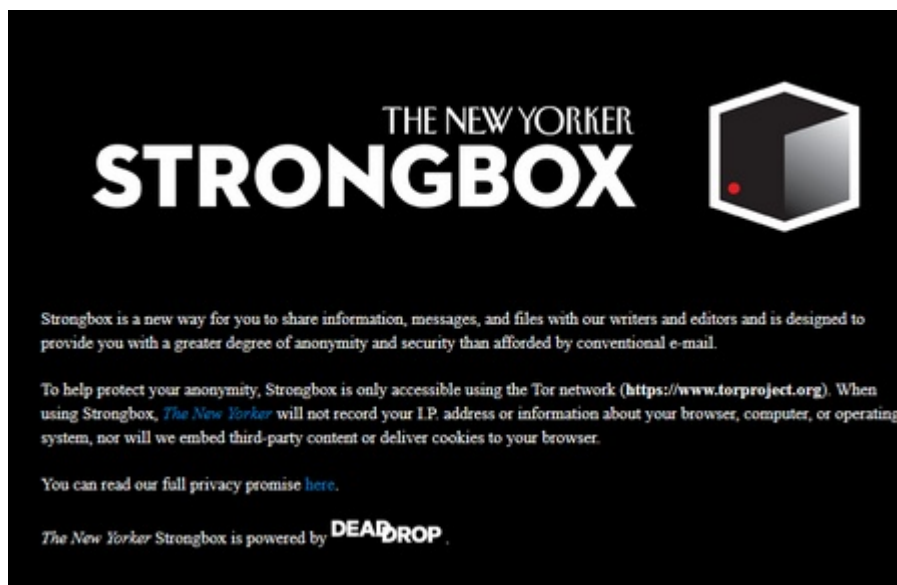 THE NEW YORKER
STRONGBOX
Strongbox is a new way for you to share information, messages, and files with our writers and editors and is designed to
provide you with a greater degree of anonymity and security than afforded by conventional e-mail.
To help protect your anonymity, Strongbox is only accessible using the Tor network (https://www.torproject.org). When
using Strongbox, The New Yorker will not record your I.P. address or information about your browser, computer, or operating
system, nor will we embed third-party content or deliver cookies to your browser.
You can read our full privacy promise here.
The New Yorker Strongbox is powered by DEADDROP .